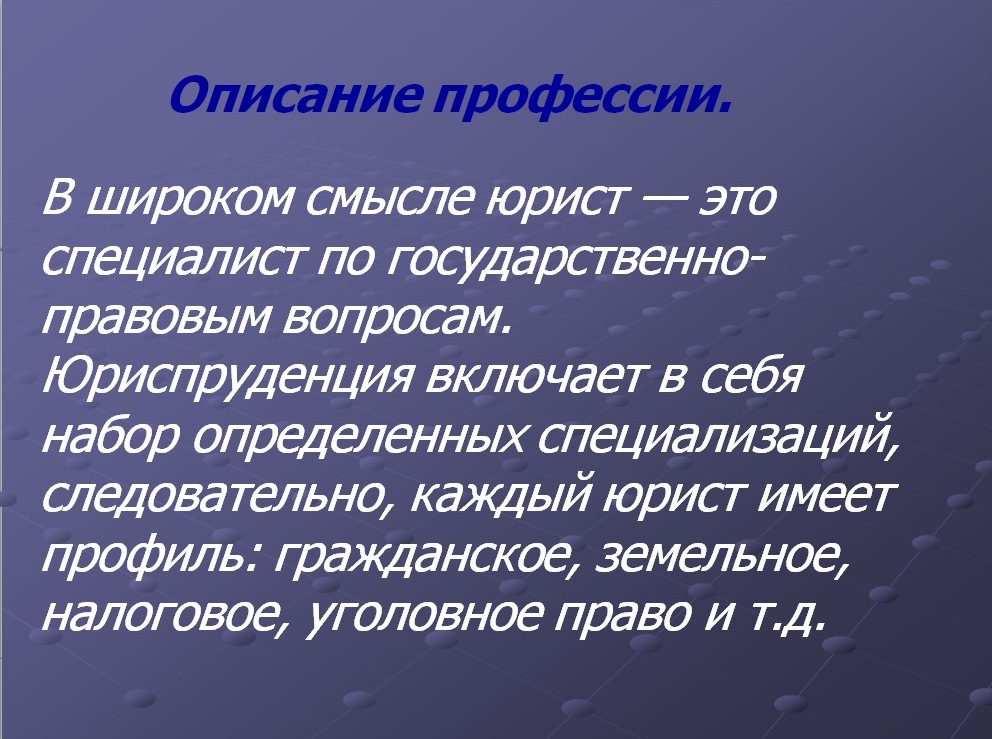 Описание профессии.
В широком смысле юрист — это
специалист по государственно-
правовым вопросам.
Юриспруденция включает в себя
набор определенных специализаций,
следовательно, каждый юрист имеет
профиль: гражданское, земельное,
налоговое, уголовное право и т.д.